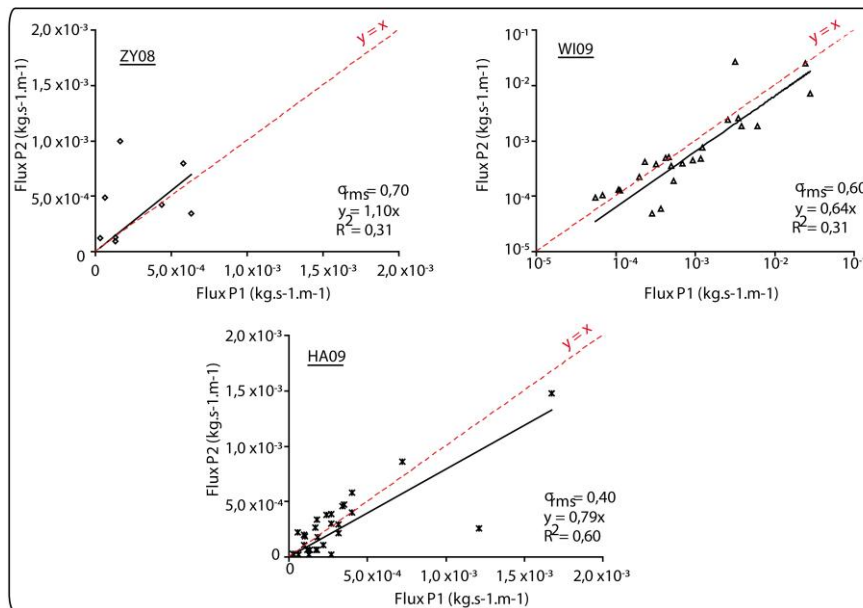 ZY08
y = x
2,0 x10-3
1,5 x10-3
1,0 x10-3
5,0 x10-4
0
Flux P2 (kg.s-1.m-1)
qrms = 0,70
y = 1,10x
R2 = 0,31
0 5,0 x10-4 1,0 x10-3 1,5 x10-3 2,0 x10-3
Flux P1 (kg.s-1.m-1)
WI09
y = x
10-1
10-2
10-3
10-4
10-5
Flux P2 (kg.s-1.m-1)
qrms = 0,60
y = 0,64x
R2 = 0,31
10-5 10-4 10-3 10-2 10-1
Flux P1 (kg.s-1.m-1)
HA09
y = x
2,0 x10-3
1,5 x10-3
1,0 x10-3
5,0 x10-4
0
Flux P2 (kg.s-1.m-1)
qrms = 0,40
y = 0,79x
R2 = 0,60
0 5,0 x10-4 1,0 x10-3 1,5 x10-3 2,0 x10-3
Flux P1 (kg.s-1.m-1)